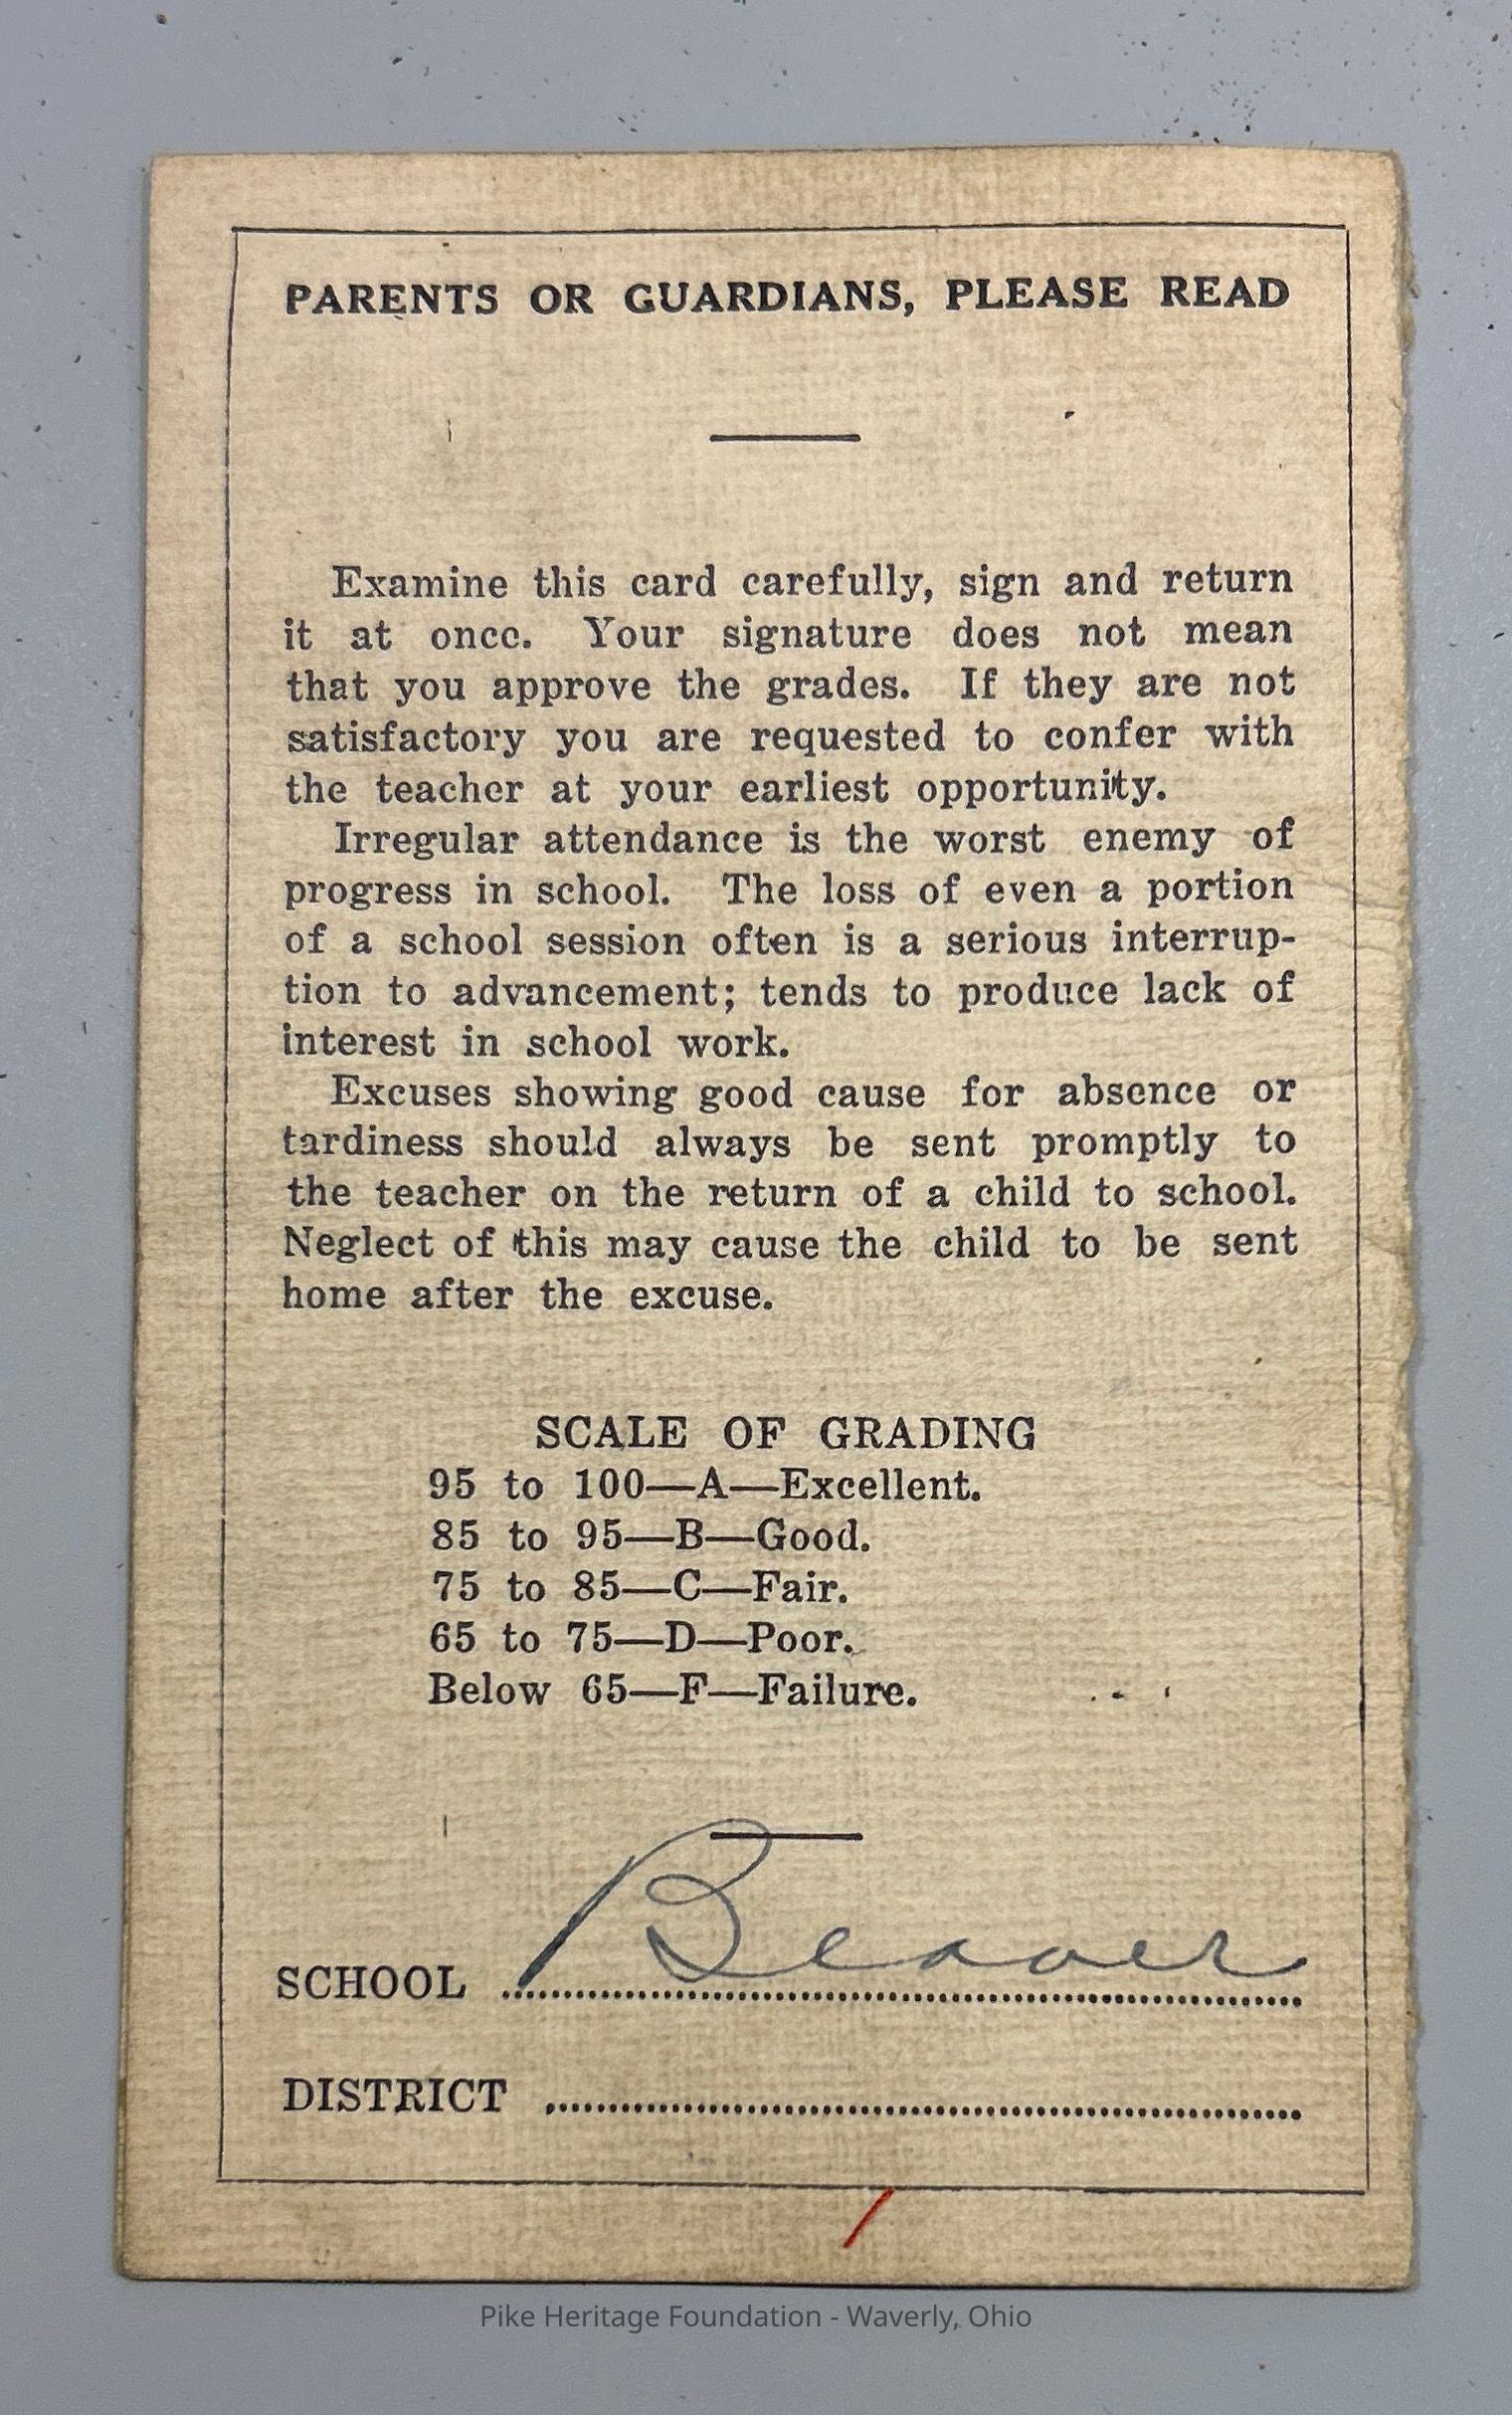 PARENTS OR GUARDIANS, PLEASE READ
Examine this card carefully, sign and return
it at once. Your signature does not mean
that you approve the grades. If they are not
satisfactory you are requested to confer with
the teacher at your earliest opportunity.
Irregular attendance is the worst enemy of
progress in school. The loss of even a portion
of a school session often is a serious interrup-
tion to advancement; tends to produce lack of
interest in school work.
Excuses showing good cause for absence or
tardiness should always be sent promptly to
the teacher on the return of a child to school.
Neglect of this may cause the child to be sent
home after the excuse.
SCALE OF GRADING
95 to 100—A—Excellent.
85 to 95—B—Good.
75 to 85—C—Fair.
65 to 75—D—Poor.
Below 65—F—Failure.
SCHOOL Beaver
DISTRICT
Pike Heritage Foundation - Waverly, Ohio